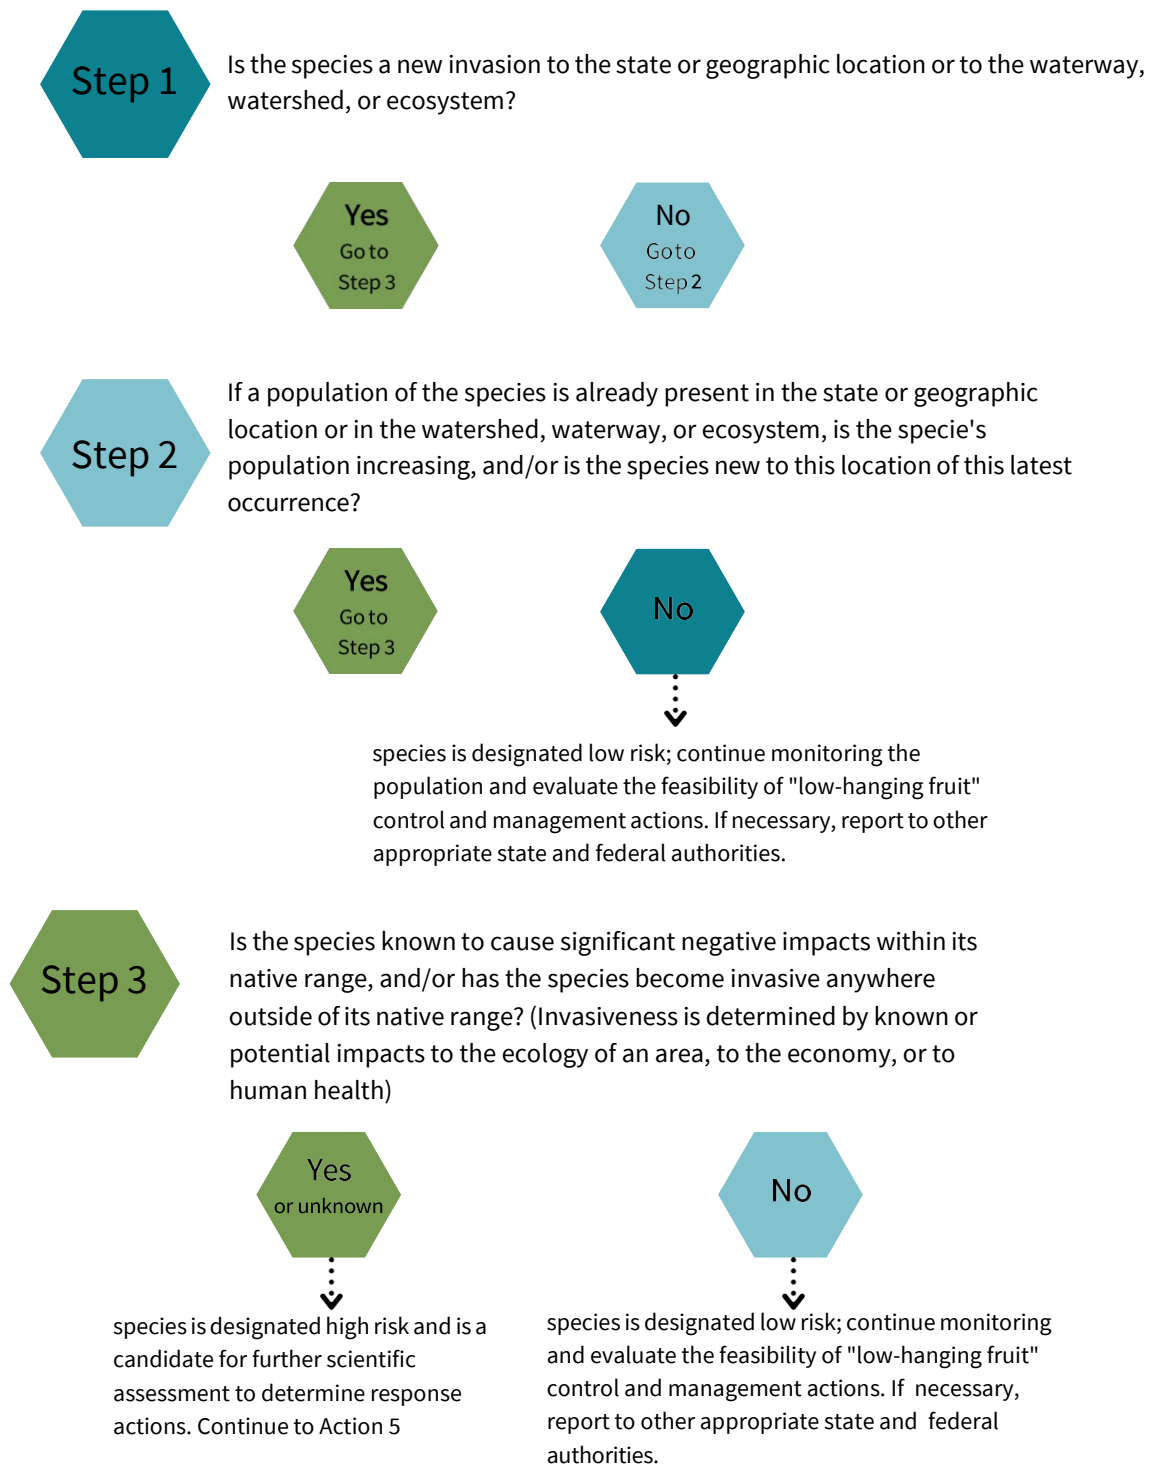 Step 1
Is the species a new invasion to the state or geographic location or to the waterway,
watershed, or ecosystem?
Yes
Go to
Step 3
No
Go to
Step 2
Step 2
If a population of the species is already present in the state or geographic
location or in the watershed, waterway, or ecosystem, is the specie's
population increasing, and/or is the species new to this location of this latest
occurrence?
Yes
Go to
Step 3
No
species is designated low risk; continue monitoring the
population and evaluate the feasibility of "low-hanging fruit"
control and management actions. If necessary, report to other
appropriate state and federal authorities.
Step 3
Is the species known to cause significant negative impacts within its
native range, and/or has the species become invasive anywhere
outside of its native range? (Invasiveness is determined by known or
potential impacts to the ecology of an area, to the economy, or to
human health)
Yes
or unknown
species is designated high risk and is a
candidate for further scientific
assessment to determine response
actions. Continue to Action 5
No
species is designated low risk; continue monitoring
and evaluate the feasibility of "low-hanging fruit"
control and management actions. If necessary,
report to other appropriate state and federal
authorities.